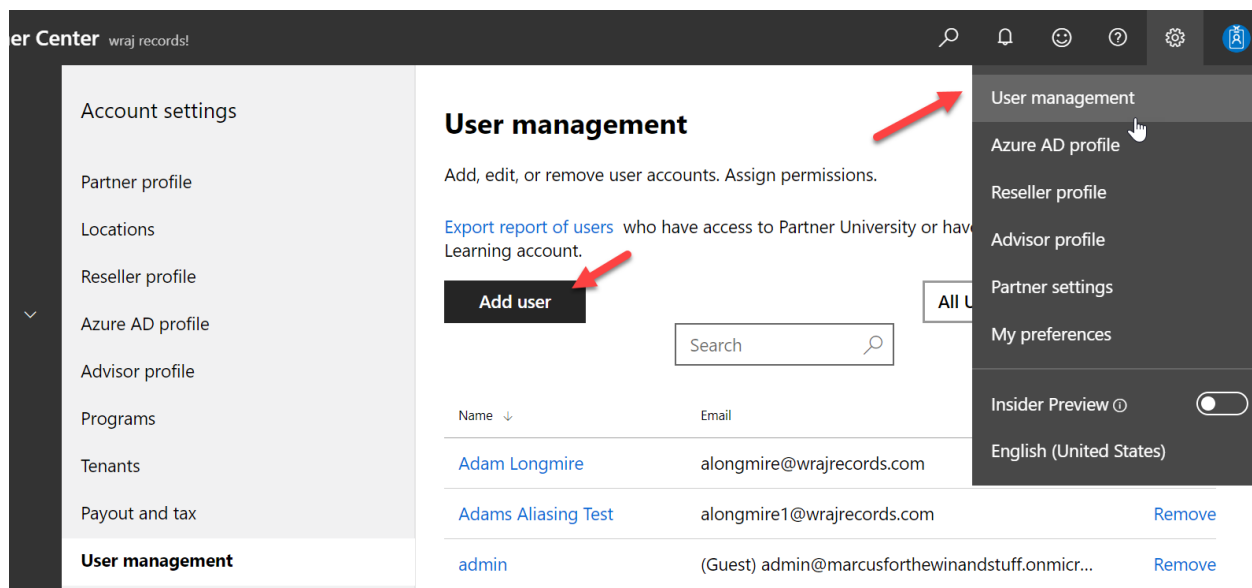 er Center wraj records!
Account settings
Partner profile
Locations
Reseller profile
Azure AD profile
Advisor profile
Programs
Tenants
Payout and tax
User management
User management
Add, edit, or remove user accounts. Assign permissions.
Export report of users who have access to Partner University or hav
Learning account.
Add user
All U
Search
Name Email
Adam Longmire alongmire@wrajrecords.com
Adams Aliasing Test alongmire1@wrajrecords.com Remove
admin (Guest) admin@marcusforthewinandstuff.onmicr... Remove
User management
Azure AD profile
Reseller profile
Advisor profile
Partner settings
My preferences
Insider Preview
English (United States)